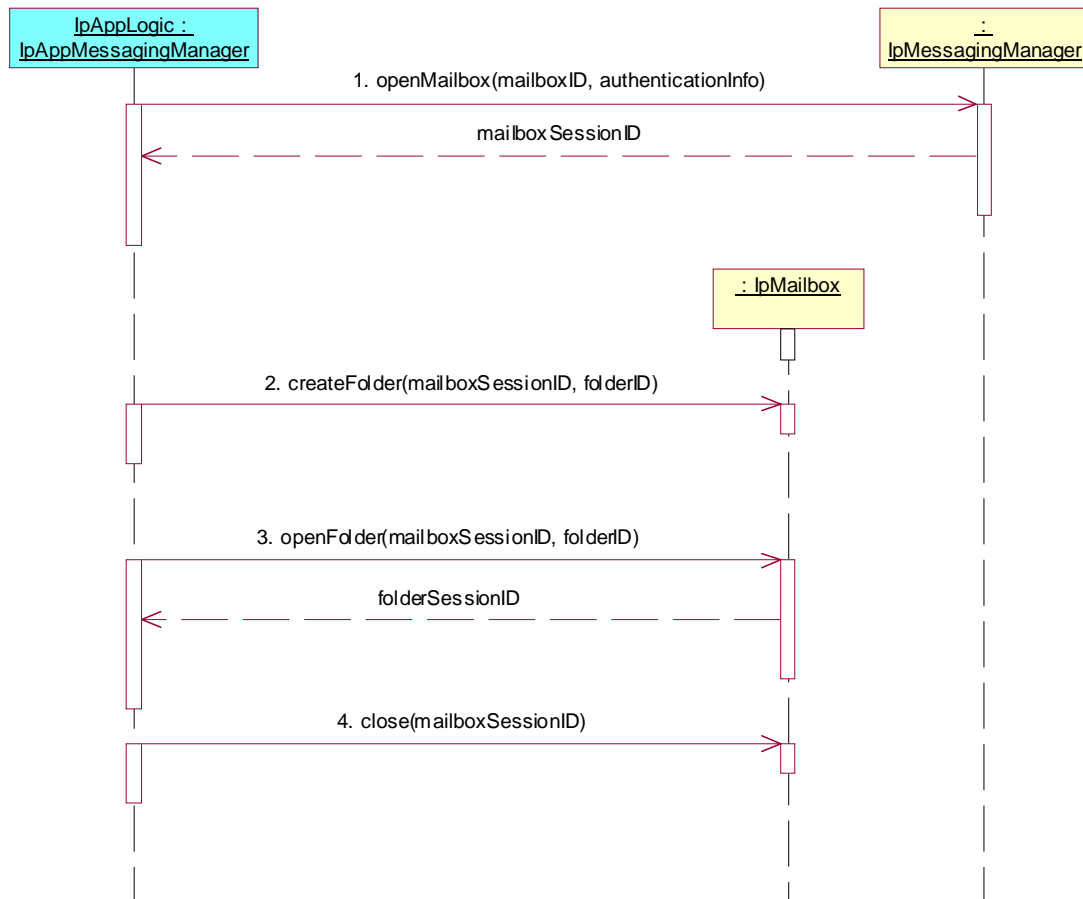 IpAppLogic :
IpAppMessagingManager
:
IpMessagingManager
1. openMailbox(mailboxID, authenticationInfo)
mailboxSessionID
: IpMailbox
2. createFolder(mailboxSessionID, folderID)
3. openFolder(mailboxSessionID, folderID)
folderSessionID
4. close(mailboxSessionID)